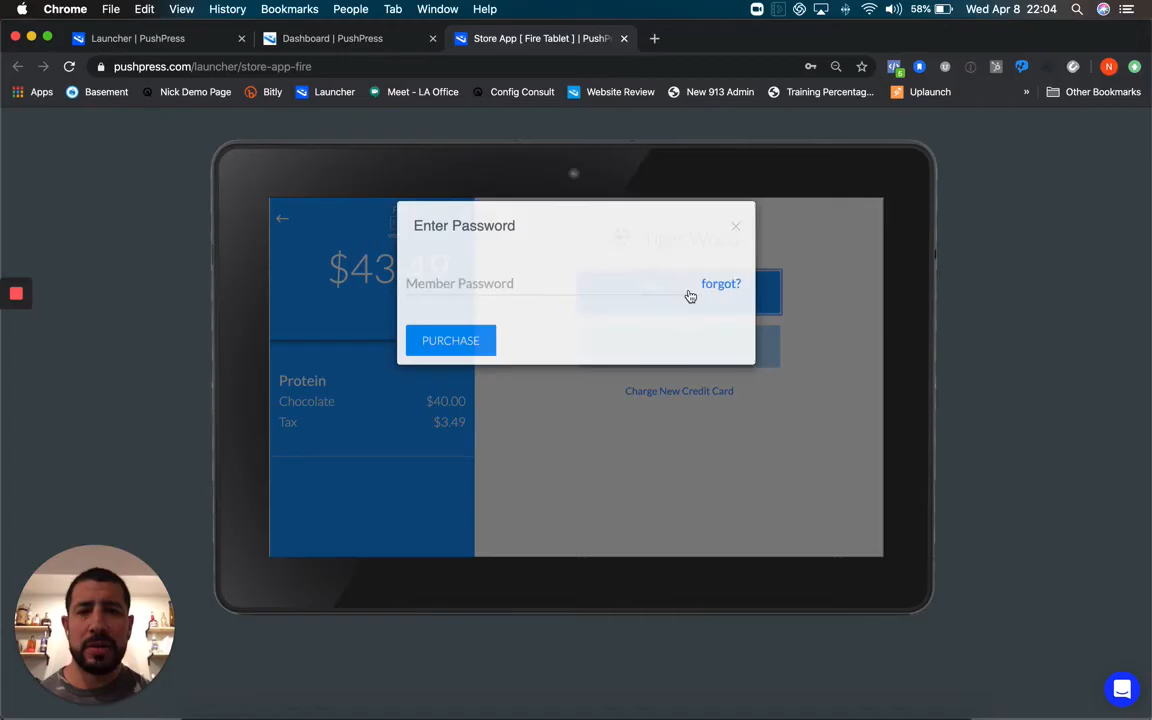 Chrome File Edit View History Bookmarks People Tab Window Help 58% Wed Apr 8 22:04
Launcher | PushPress Dashboard | PushPress Store App [ Fire Tablet ] | PushP
pushpress.com/launcher/store-app-fire
Apps Basement Nick Demo Page Bitly Launcher Meet - LA Office Config Consult Website Review New 913 Admin Training Percentag... Uplaunch » Other Bookmarks
Enter Password
$43.49
Member Password forgot?
PURCHASE
Protein
Chocolate $40.00
Tax $3.49
Charge New Credit Card